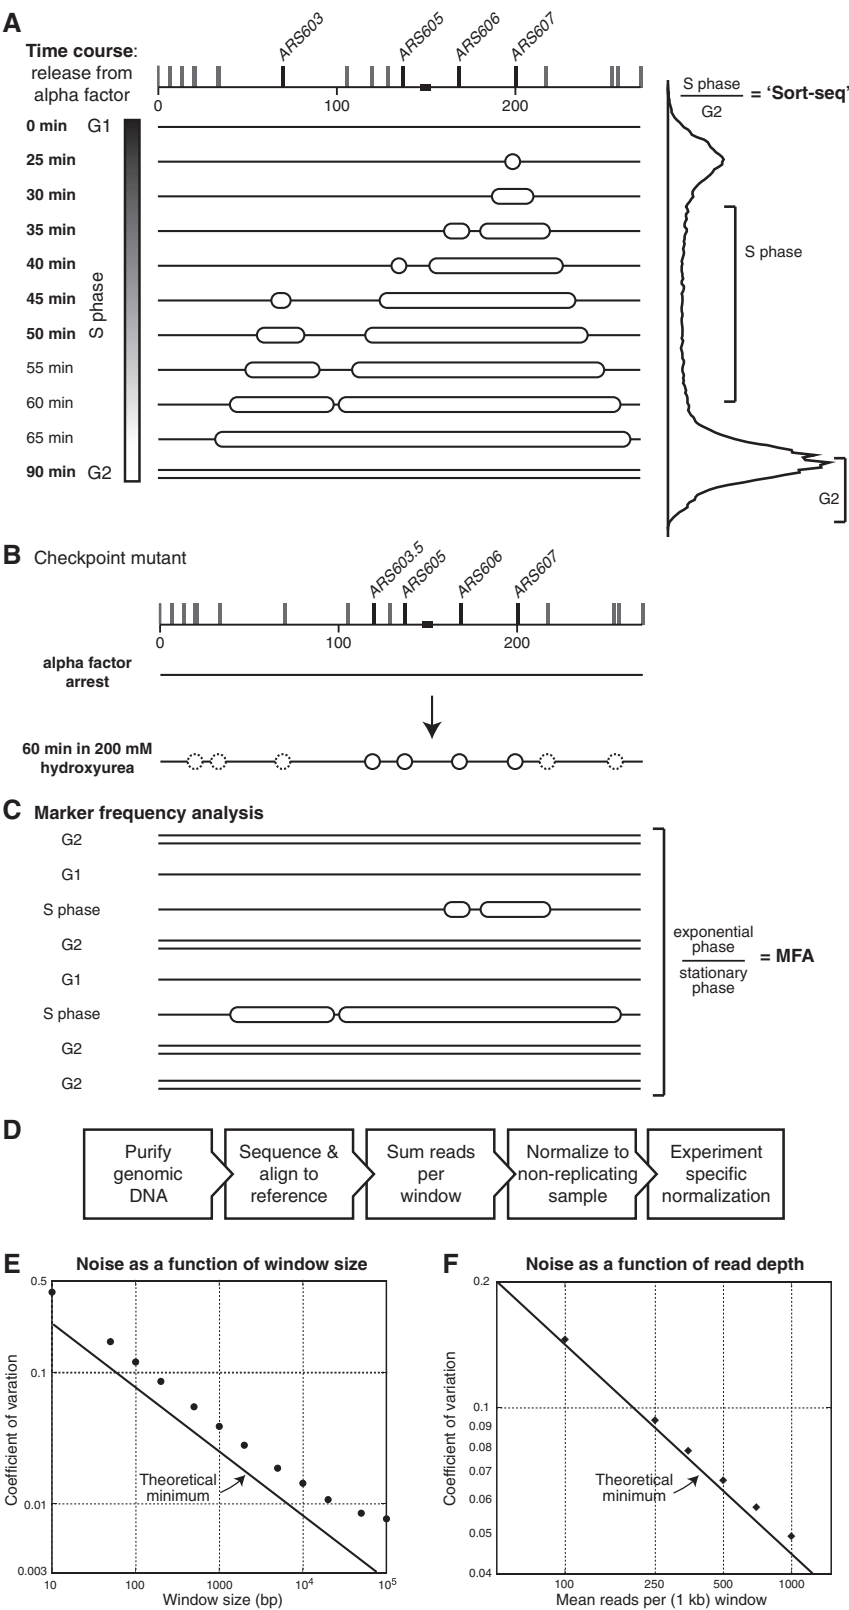 A
ARS603
ARS605
ARS606
ARS607
Time course:
release from
alpha factor
0
100
200
S phase
G2
= 'Sort-seq'
0 min G1
25 min
30 min
35 min
40 min
45 min
50 min
55 min
60 min
65 min
90 min G2
S phase
S phase
G2
B Checkpoint mutant
ARS603.5
ARS605
ARS606
ARS607
0
100
200
alpha factor
arrest
60 min in 200 mM
hydroxyurea
C Marker frequency analysis
G2
G1
S phase
G2
G1
S phase
G2
G2
exponential
phase
stationary
phase
= MFA
D
Purify
genomic
DNA
Sequence &
align to
reference
Sum reads
per
window
Normalize to
non-replicating
sample
Experiment
specific
normalization
E Noise as a function of window size
Coefficient of varation
0.5
0.1
0.01
0.003
Theoretical
minimum
10 100 1000 10⁴ 10⁵
Window size (bp)
F Noise as a function of read depth
Coefficient of variation
0.2
0.1
0.09
0.08
0.07
0.06
0.05
0.04
Theoretical
minimum
100 250 500 1000
Mean reads per (1 kb) window